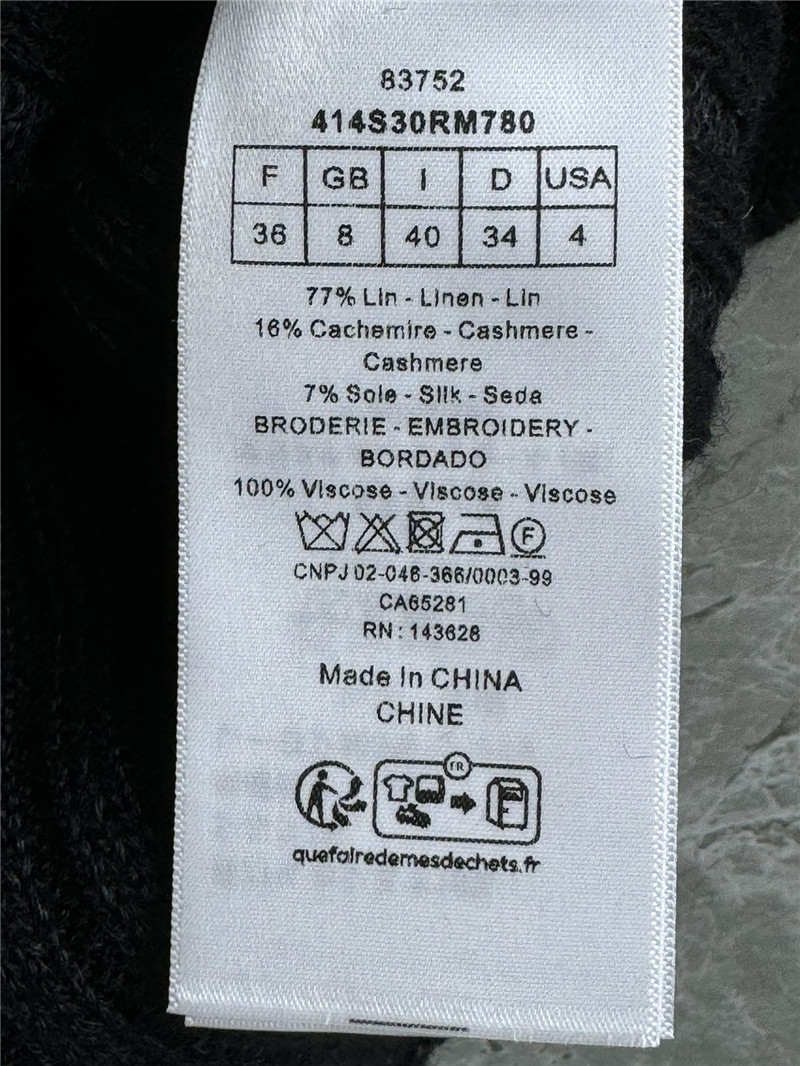 83752
414S30RM780
F GB I D USA
36 8 40 34 4
77% Lin - Linen - Lin
16% Cachemire - Cashmere -
Cashmere
7% Soie - Silk - Seda
BRODERIE - EMBROIDERY -
BORDADO
100% Viscose - Viscose - Viscose
F
CNPJ 02-046-366/0003-99
CA65281
RN : 143628
Made In CHINA
CHINE
FR
quefairedemesdechets.fr